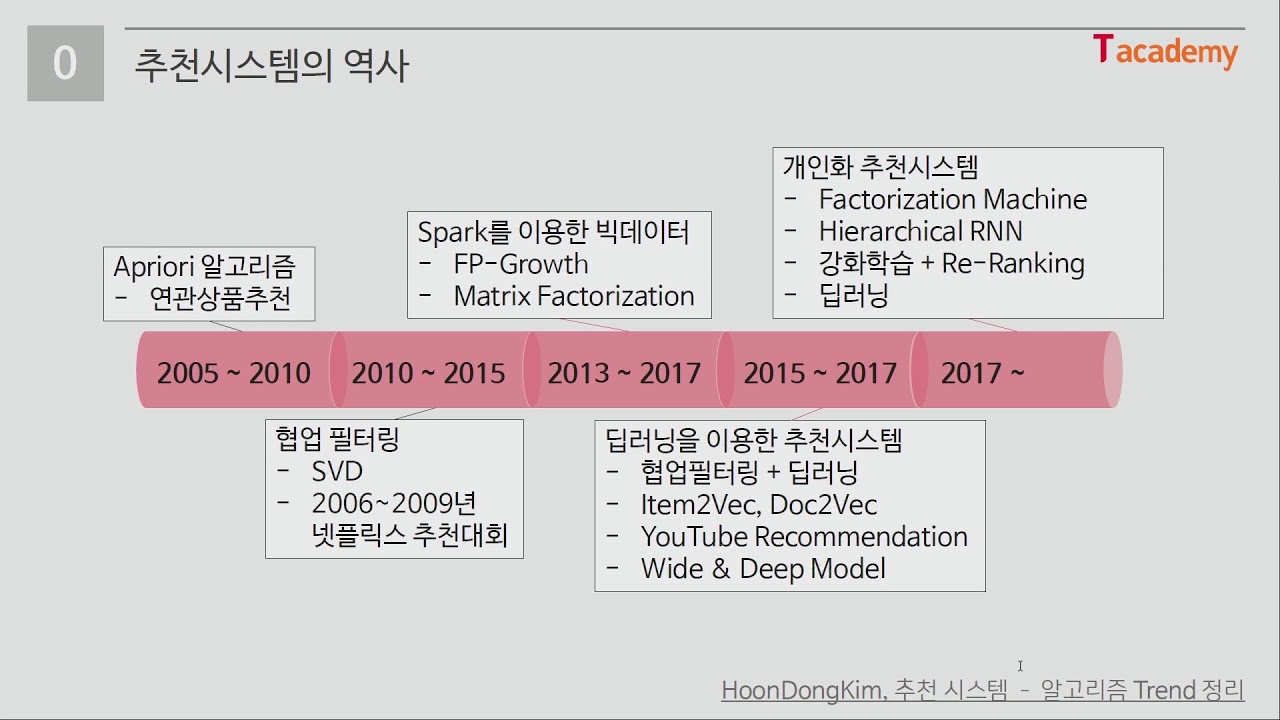 0
추천시스템의 역사
T academy
개인화 추천시스템
- Factorization Machine
- Hierarchical RNN
- 강화학습 + Re-Ranking
- 딥러닝
Spark를 이용한 빅데이터
- FP-Growth
- Matrix Factorization
Apriori 알고리즘
- 연관상품추천
2005 ~ 2010
2010 ~ 2015
2013 ~ 2017
2015 ~ 2017
2017 ~
협업 필터링
- SVD
- 2006~2009년
넷플릭스 추천대회
딥러닝을 이용한 추천시스템
- 협업필터링 + 딥러닝
- Item2Vec, Doc2Vec
- YouTube Recommendation
- Wide & Deep Model
HoonDongKim, 추천 시스템 - 알고리즘 Trend 정리